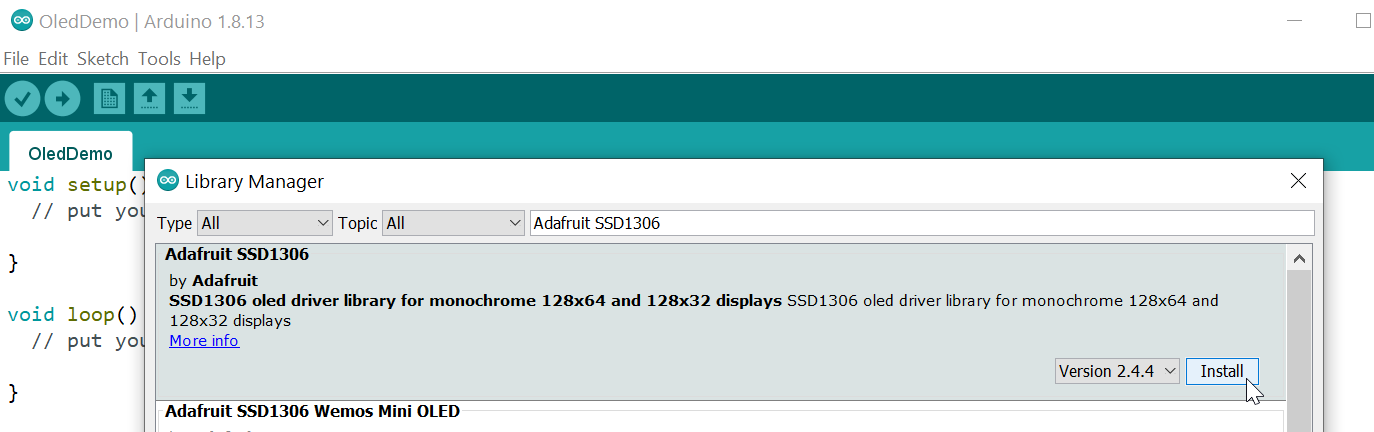 OledDemo | Arduino 1.8.13
File Edit Sketch Tools Help
OledDemo
void setup()
// put you
}
void loop()
// put you
}
Library Manager
Type All Topic All Adafruit SSD1306
Adafruit SSD1306
by Adafruit
SSD1306 oled driver library for monochrome 128x64 and 128x32 displays SSD1306 oled driver library for monochrome 128x64 and
128x32 displays
More info
Version 2.4.4 Install
Adafruit SSD1306 Wemos Mini OLED